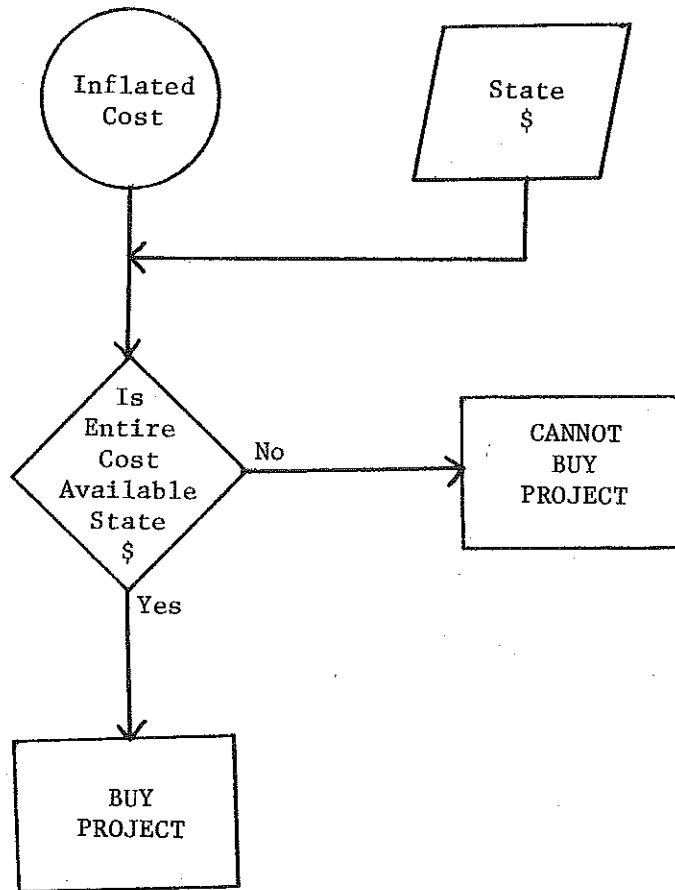 Inflated
Cost
State
$
Is
Entire
Cost
Available
State
$
No
CANNOT
BUY
PROJECT
Yes
BUY
PROJECT